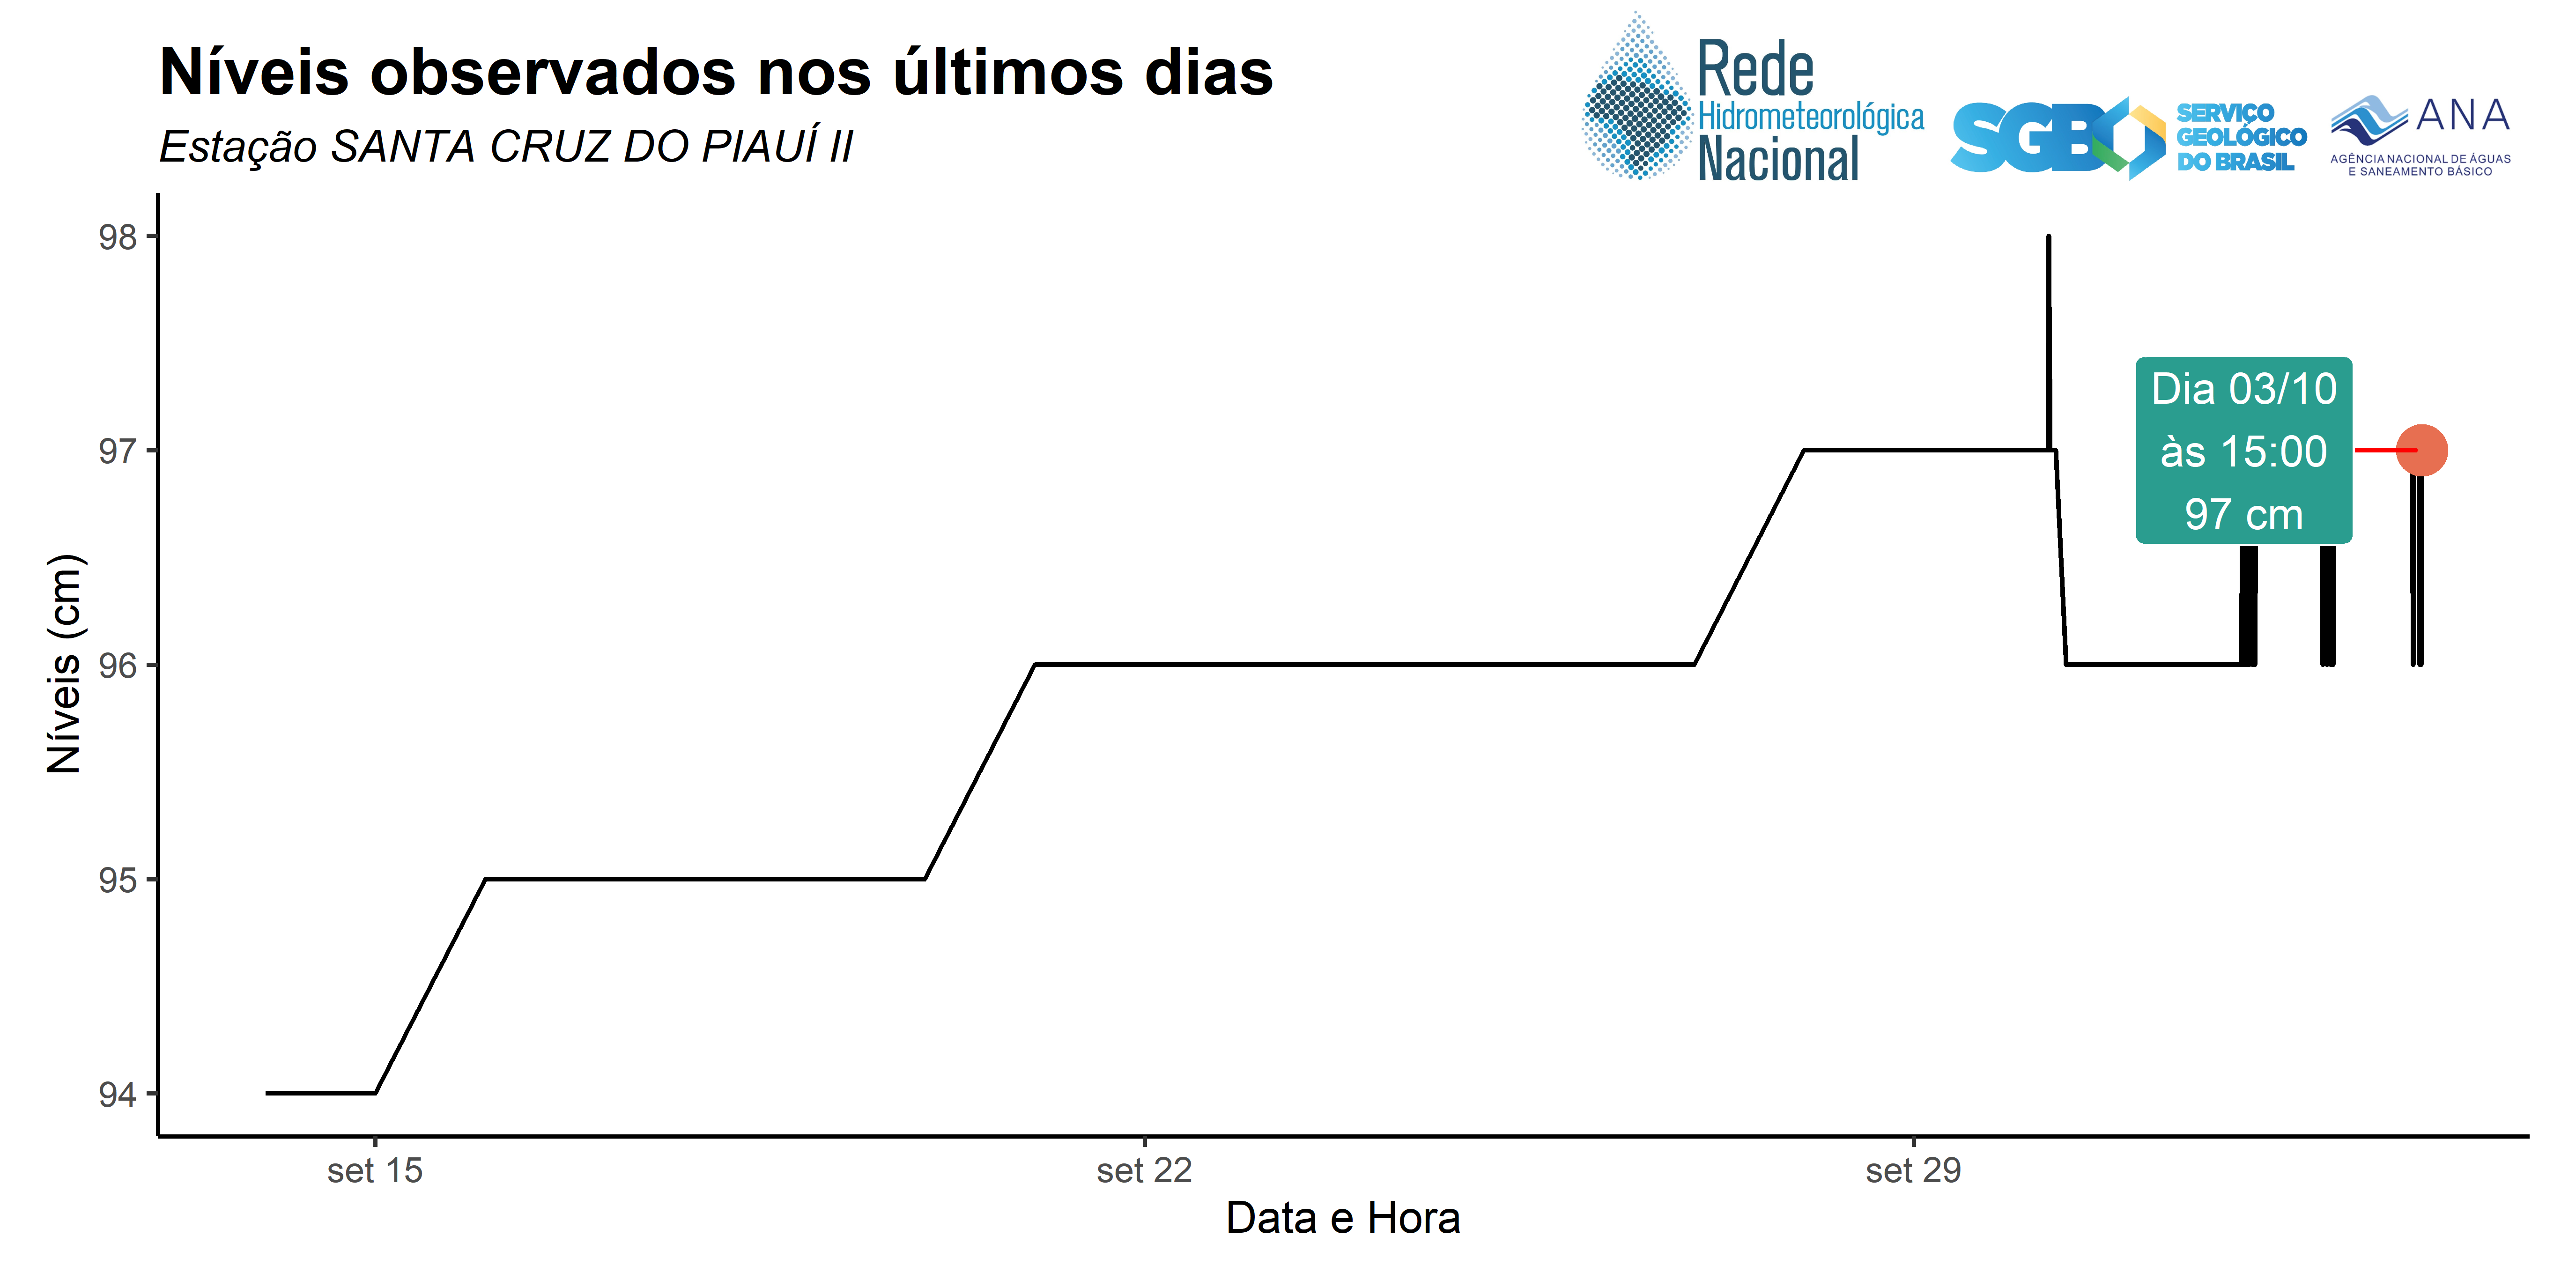 Níveis observados nos últimos dias
Estação SANTA CRUZ DO PIAUÍ II
Rede
Hidrometeorológica
Nacional
SGB
SERVIÇO
GEOLÓGICO
DO BRASIL
ANA
AGÊNCIA NACIONAL DE ÁGUAS
E SANEAMENTO BÁSICO
98
97
96
95
94
Níveis (cm)
Dia 03/10
às 15:00
97 cm
set 15
set 22
set 29
Data e Hora